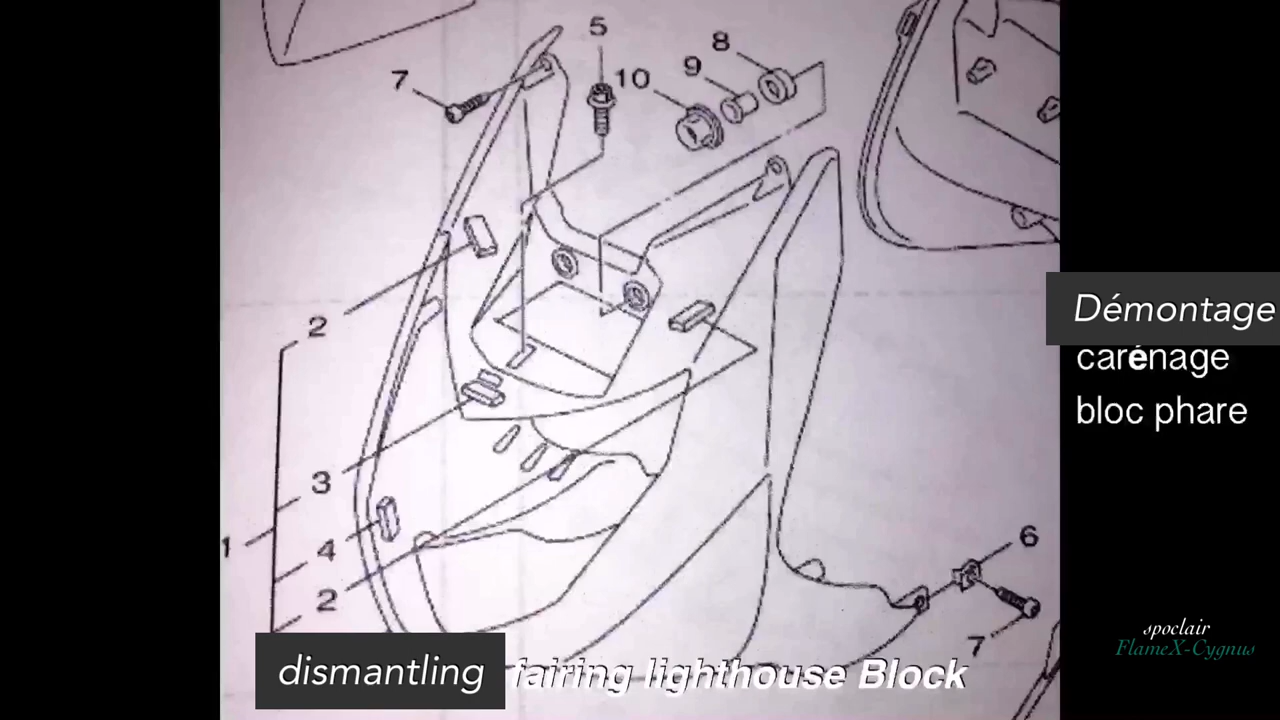 5
8
7
10
9
Démontage
2
carénage
bloc phare
3
6
1
4
2
7
spoclair
FlameX-Cygnus
dismantling fairing lighthouse Block